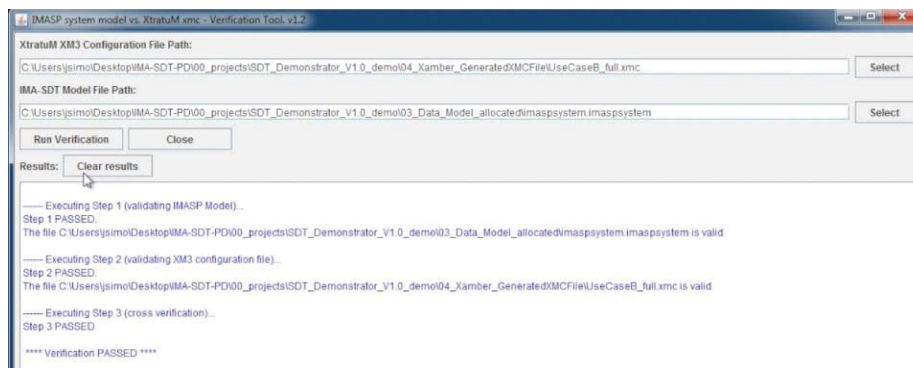 IMASP system model vs. XtratuM xmc - Verification Tool. v1.2
XtratuM XM3 Configuration File Path:
C:\Users\jsimo\Desktop\IMA-SDT-PD\00_projects\SDT_Demonstrator_V1.0_demo\04_Xamber_GeneratedXMCFile\UseCaseB_full.xmc
Select
IMA-SDT Model File Path:
C:\Users\jsimo\Desktop\IMA-SDT-PD\00_projects\SDT_Demonstrator_V1.0_demo\03_Data_Model_allocated\imaspsystem.imaspsystem
Select
Run Verification Close
Results: Clear results
------ Executing Step 1 (validating IMASP Model)...
Step 1 PASSED.
The file C:\Users\jsimo\Desktop\IMA-SDT-PD\00_projects\SDT_Demonstrator_V1.0_demo\03_Data_Model_allocated\imaspsystem.imaspsystem is valid
------ Executing Step 2 (validating XM3 configuration file)...
Step 2 PASSED.
The file C:\Users\jsimo\Desktop\IMA-SDT-PD\00_projects\SDT_Demonstrator_V1.0_demo\04_Xamber_GeneratedXMCFile\UseCaseB_full.xmc is valid
------ Executing Step 3 (cross verification)...
Step 3 PASSED
**** Verification PASSED ****